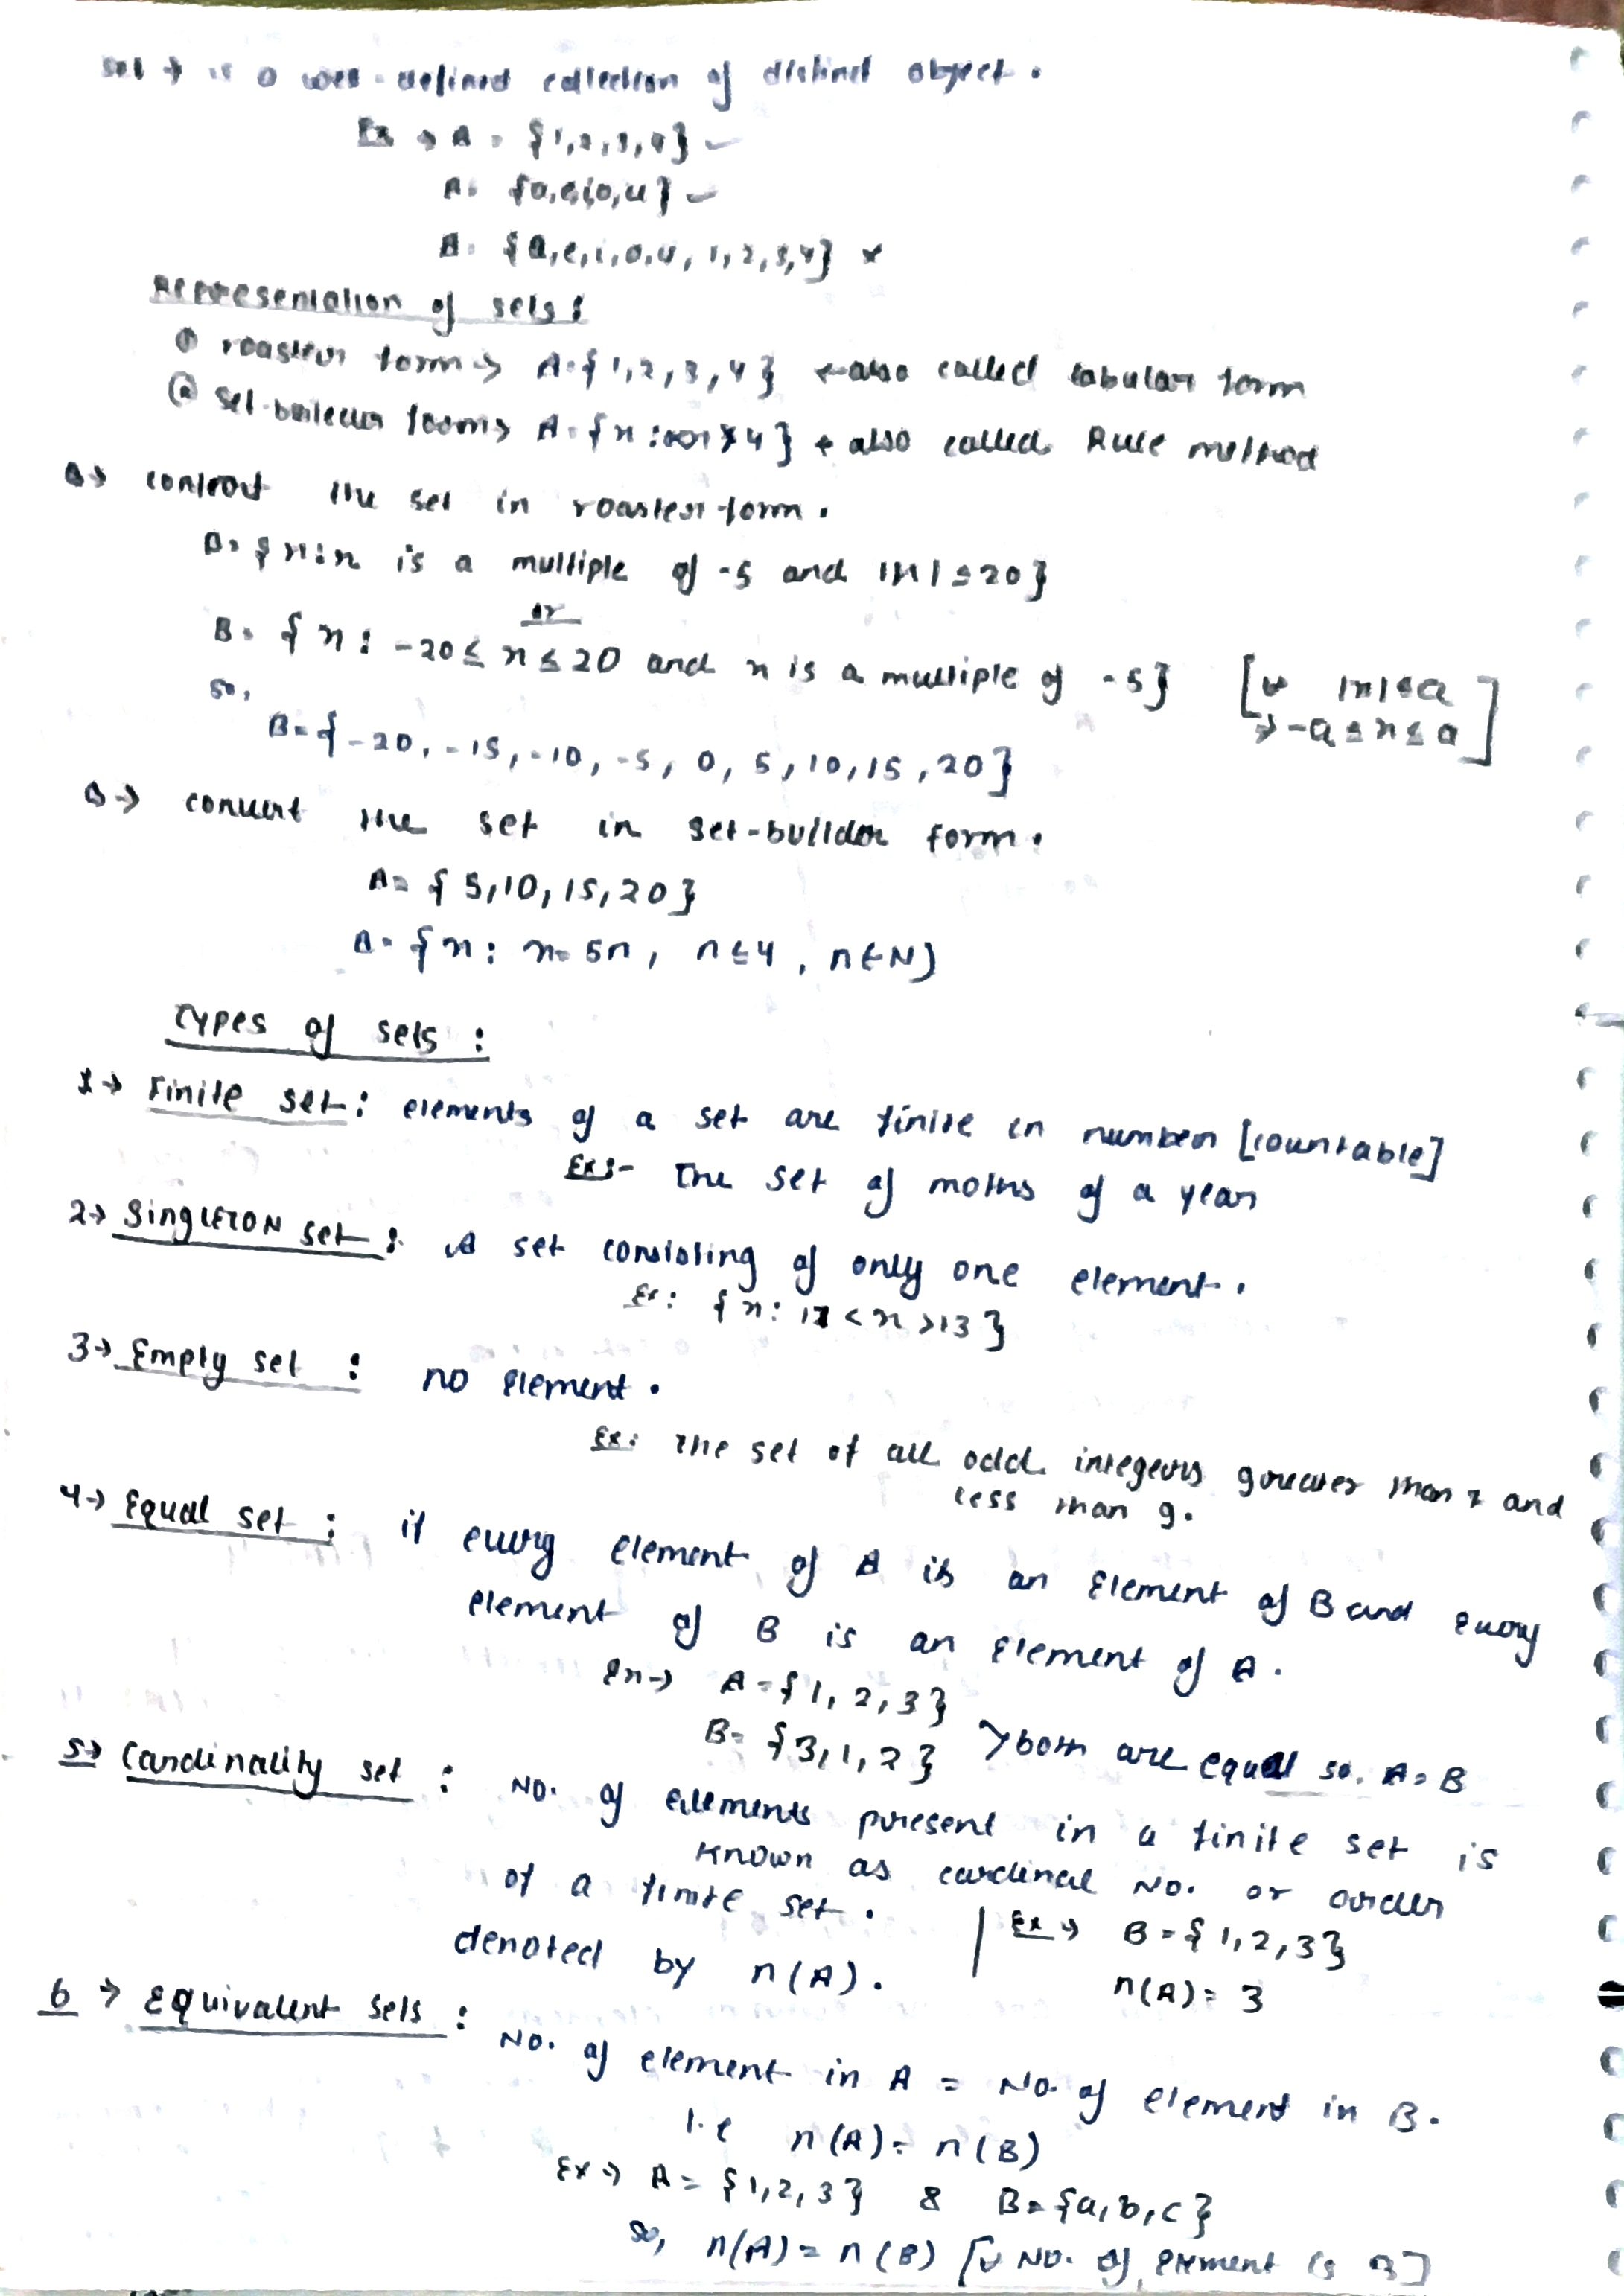 set → is a well-defined collection of distinct object.
Ex → A = {1,2,3,4} ✓
A = {a,e,i,o,u} ✓
A = {a,e,i,o,u, 1,2,3,4} ×
Representation of sets:
① roaster form → A={1,2,3,4} ← also called tabular form
② set-builder form → A={x: 4} ← also called Rule method
Q→ the set in roaster-form.
B= {x:x is a multiple of -5 and |x| ≤ 20}
or
B= {x: -20 ≤ x ≤ 20 and x is a multiple of -5} [∵ |x| ≤ a
→ -a ≤ x ≤ a]
so,
B={-20, -15, -10, -5, 0, 5, 10, 15, 20}
Q→ convert the set in set-builder form.
A= {5,10,15,20}
A= {x: x= 5n, n≤4, n∈N)
Types of sets:
1→ Finite set: elements of a set are finite in number [countable]
Ex:- The set of moths of a year
2→ SINGLETON set: A set consisting of only one element.
Ex: {x: <x >13}
3→ Empty set: no element.
Ex: The set of all odd integers greater than 7 and
less than 9.
4→ Equal set: if every element of A is an Element of B and every
element of B is an Element of A.
Ex→ A={1, 2, 3}
B= {3,1,2} > both are equal so. A=B
5→ Cardinality set: No. of elements present in a finite set is
known as cardinal No. or order
of a finite set.
denoted by n(A). | Ex→ B={1,2,3}
n(A)= 3
6→ Equivalent sets: No. of element in A = No. of element in B.
I.e n(A)= n(B)
Ex→ A= {1,2,3} & B={a,b,c}
so, n(A)= n(B) [∵ No. of element is 3]